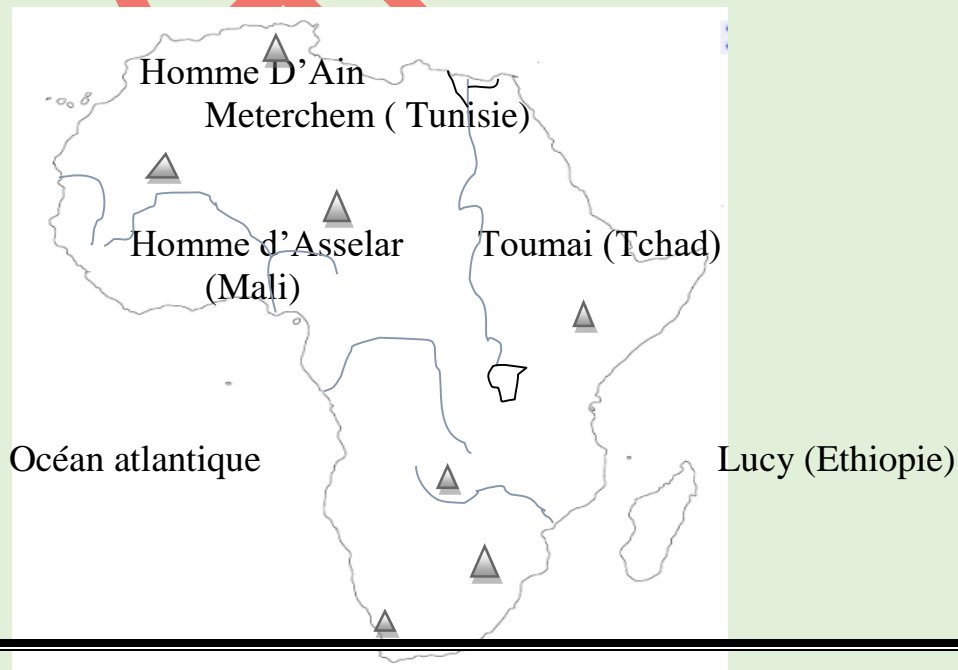 Homme D’Ain
Meterchem ( Tunisie)
Homme d’Asselar
(Mali)
Toumai (Tchad)
Océan atlantique
Lucy (Ethiopie)